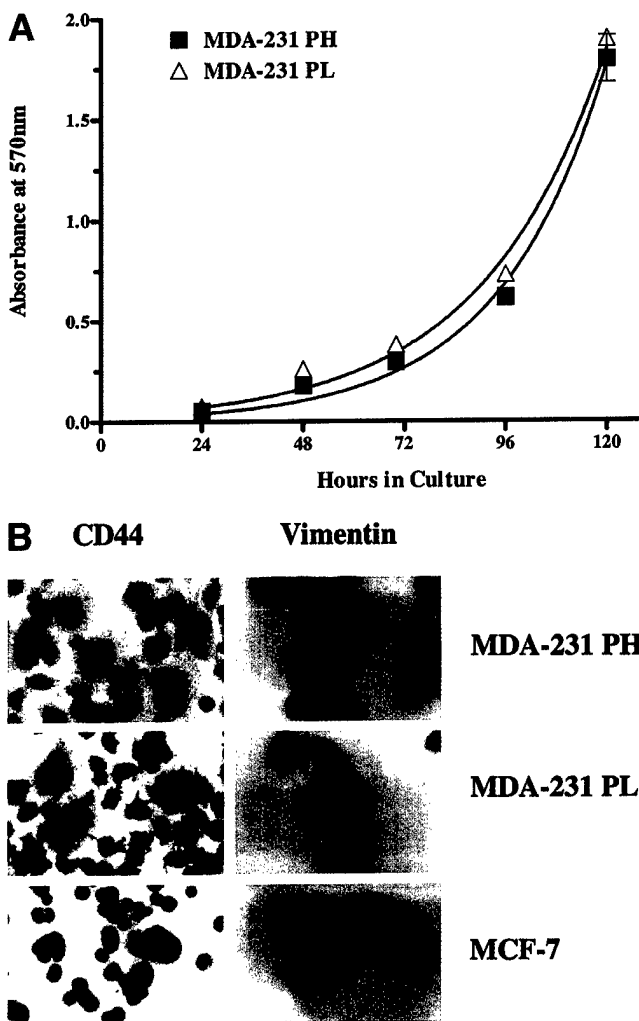 A
2.0
1.5
1.0
0.5
0.0
Absorbance at 570nm
MDA-231 PH
MDA-231 PL
0 24 48 72 96 120
Hours in Culture
B CD44 Vimentin
MDA-231 PH
MDA-231 PL
MCF-7